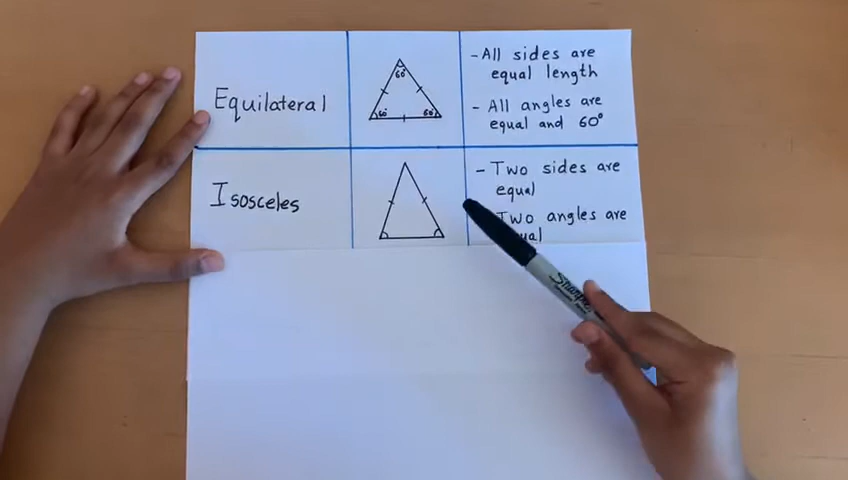 Equilateral
60°
60°
60°
- All sides are
equal length
- All angles are
equal and 60°
Isosceles
- Two sides are
equal
Two angles are
Sharpie